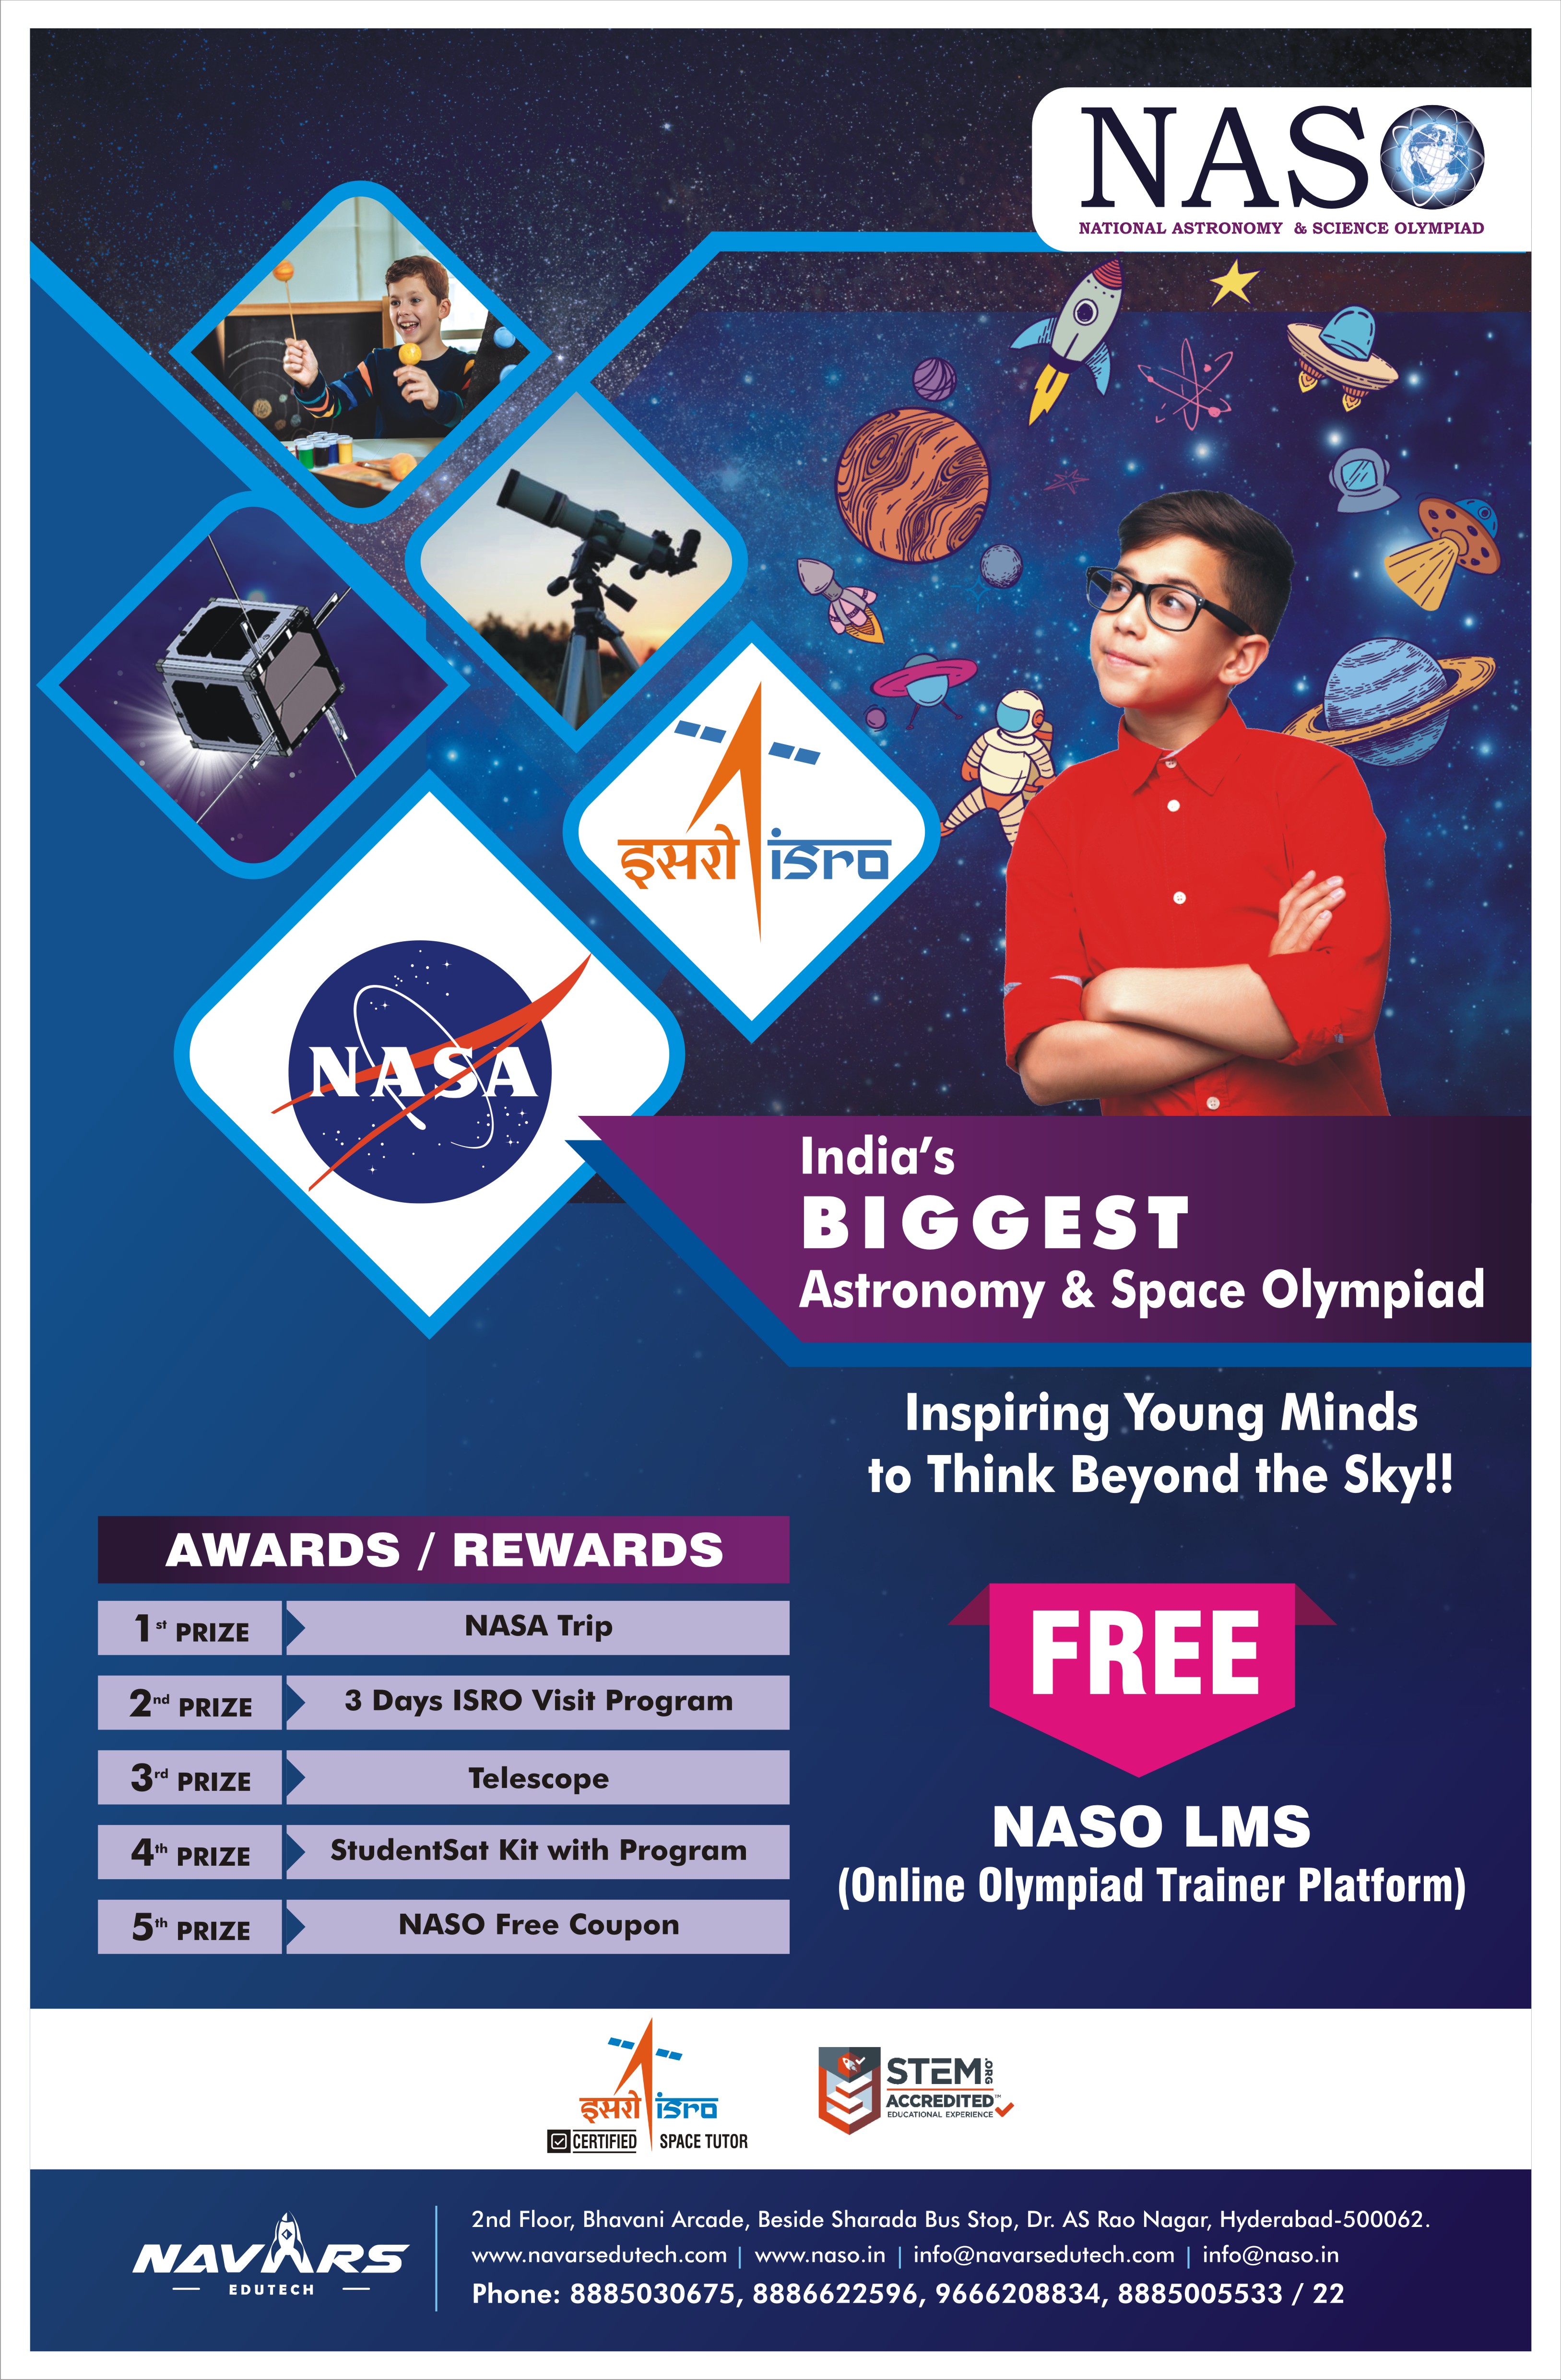 NASO
NATIONAL ASTRONOMY & SCIENCE OLYMPIAD
इसरो isro
NASA
India's
BIGGEST
Astronomy & Space Olympiad
Inspiring Young Minds
to Think Beyond the Sky!!
AWARDS / REWARDS
1st PRIZE NASA Trip
2nd PRIZE 3 Days ISRO Visit Program
3rd PRIZE Telescope
4th PRIZE StudentSat Kit with Program
5th PRIZE NASO Free Coupon
FREE
NASO LMS
(Online Olympiad Trainer Platform)
इसरो isro
CERTIFIED SPACE TUTOR
STEM.ORG
ACCREDITED™
EDUCATIONAL EXPERIENCE
NAVARS
EDUTECH
2nd Floor, Bhavani Arcade, Beside Sharada Bus Stop, Dr. AS Rao Nagar, Hyderabad-500062.
www.navarsedutech.com | www.naso.in | info@navarsedutech.com | info@naso.in
Phone: 8885030675, 8886622596, 9666208834, 8885005533 / 22